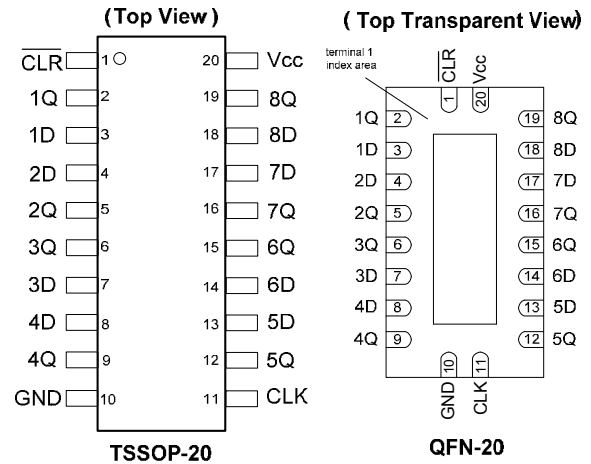 (Top View)
C̅L̅R̅ 1 20 Vcc
1Q 2 19 8Q
1D 3 18 8D
2D 4 17 7D
2Q 5 16 7Q
3Q 6 15 6Q
3D 7 14 6D
4D 8 13 5D
4Q 9 12 5Q
GND 10 11 CLK
TSSOP-20
( Top Transparent View)
terminal 1
index area
C̅L̅R̅ Vcc
1 20
1Q 2 19 8Q
1D 3 18 8D
2D 4 17 7D
2Q 5 16 7Q
3Q 6 15 6Q
3D 7 14 6D
4D 8 13 5D
4Q 9 12 5Q
10 11
GND CLK
QFN-20